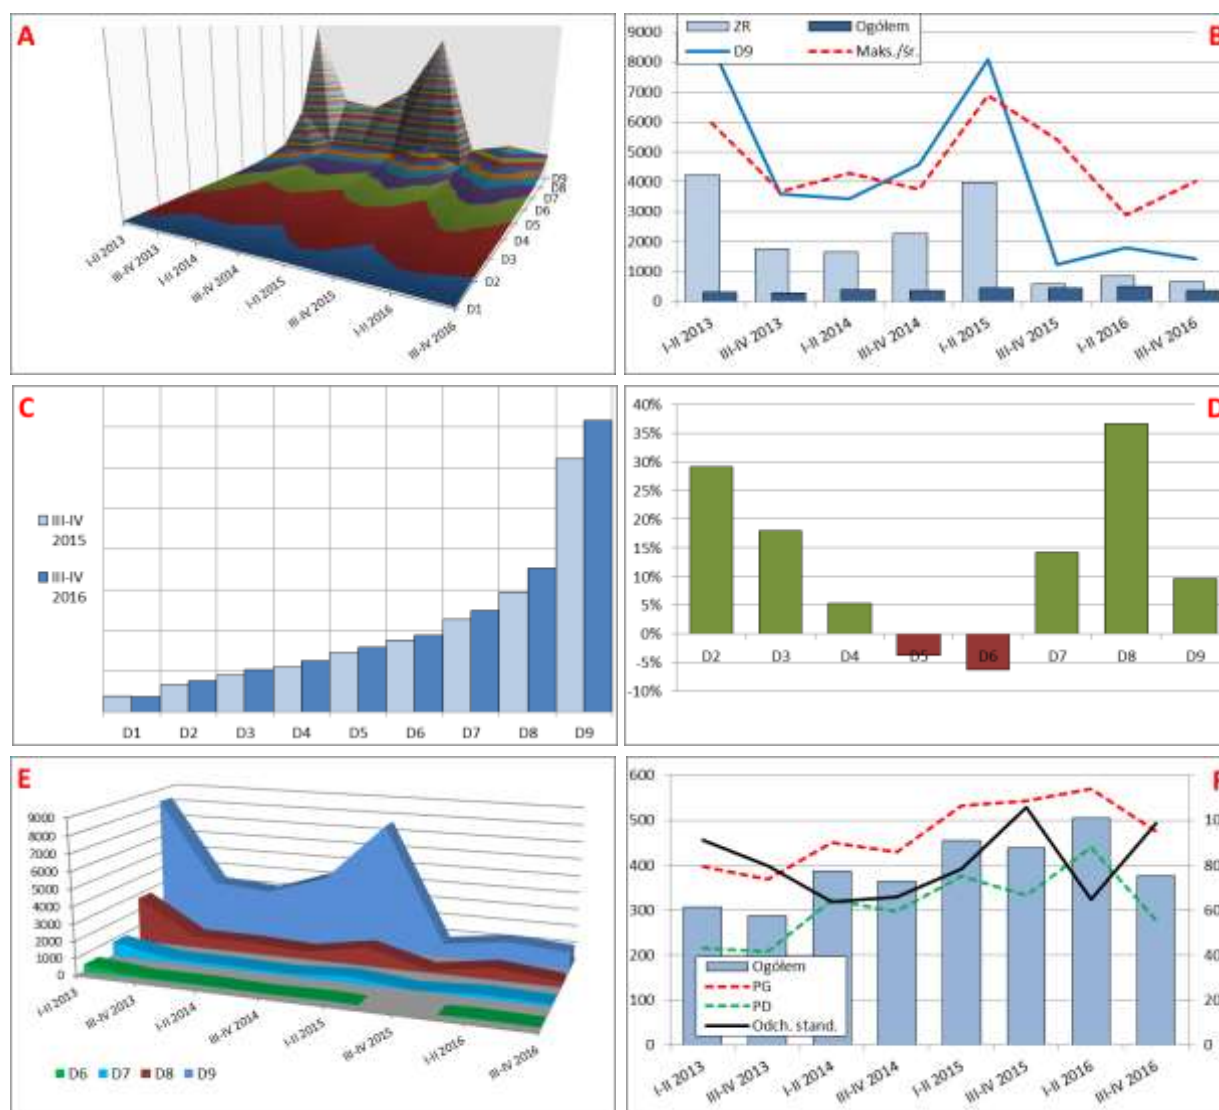 A
D9
D8
D7
D6
D5
D4
D3
D2
D1
I-II 2013
III-IV 2013
I-II 2014
III-IV 2014
I-II 2015
III-IV 2015
I-II 2016
III-IV 2016
B
ZR
Ogółem
D9
Maks./śr.
9000
8000
7000
6000
5000
4000
3000
2000
1000
0
I-II 2013
III-IV 2013
I-II 2014
III-IV 2014
I-II 2015
III-IV 2015
I-II 2016
III-IV 2016
C
III-IV
2015
III-IV
2016
D1 D2 D3 D4 D5 D6 D7 D8 D9
D
40%
35%
30%
25%
20%
15%
10%
5%
0%
-5%
-10%
D2 D3 D4 D5 D6 D7 D8 D9
E
9000
8000
7000
6000
5000
4000
3000
2000
1000
0
I-II 2013
III-IV 2013
I-II 2014
III-IV 2014
I-II 2015
III-IV 2015
I-II 2016
III-IV 2016
D6 D7 D8 D9
600
500
400
300
200
100
0
Ogółem
PG
PD
Odch. stand.
I-II 2013
III-IV 2013
I-II 2014
III-IV 2014
I-II 2015
III-IV 2015
I-II 2016
III-IV 2016